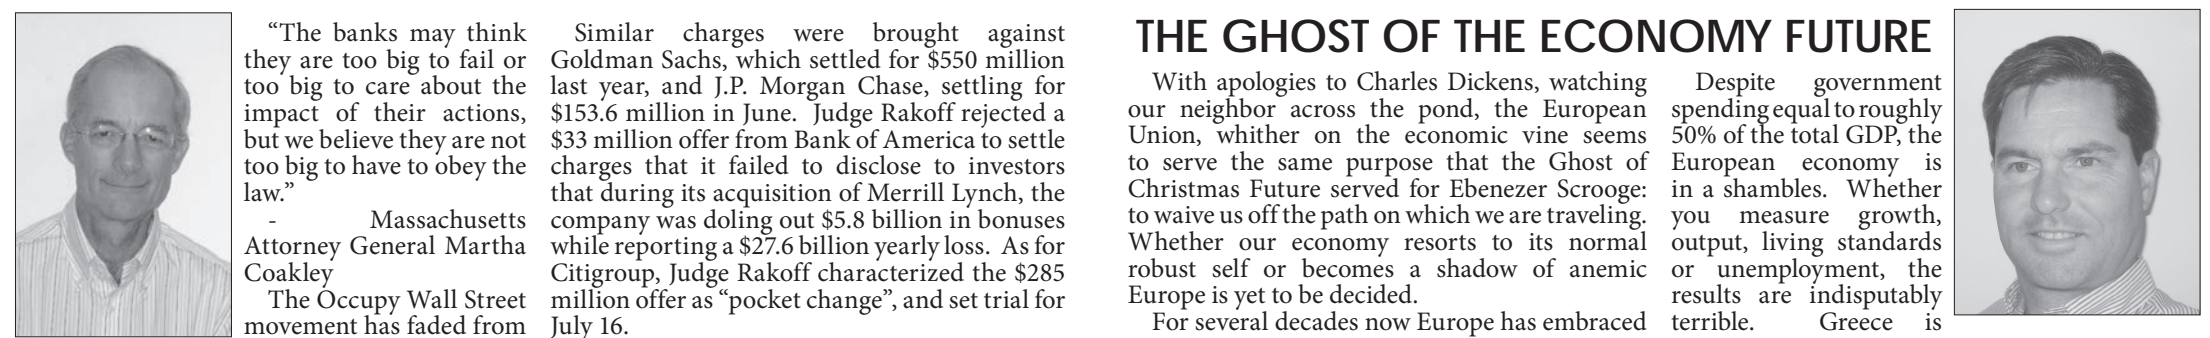 “The banks may think
they are too big to fail or
too big to care about the
impact of their actions,
but we believe they are not
too big to have to obey the
law.”
- Massachusetts
Attorney General Martha
Coakley
The Occupy Wall Street
movement has faded from
Similar charges were brought against
Goldman Sachs, which settled for $550 million
last year, and J.P. Morgan Chase, settling for
$153.6 million in June. Judge Rakoff rejected a
$33 million offer from Bank of America to settle
charges that it failed to disclose to investors
that during its acquisition of Merrill Lynch, the
company was doling out $5.8 billion in bonuses
while reporting a $27.6 billion yearly loss. As for
Citigroup, Judge Rakoff characterized the $285
million offer as “pocket change”, and set trial for
July 16.
THE GHOST OF THE ECONOMY FUTURE
With apologies to Charles Dickens, watching
our neighbor across the pond, the European
Union, whither on the economic vine seems
to serve the same purpose that the Ghost of
Christmas Future served for Ebenezer Scrooge:
to waive us off the path on which we are traveling.
Whether our economy resorts to its normal
robust self or becomes a shadow of anemic
Europe is yet to be decided.
For several decades now Europe has embraced
Despite government
spending equal to roughly
50% of the total GDP, the
European economy is
in a shambles. Whether
you measure growth,
output, living standards
or unemployment, the
results are indisputably
terrible. Greece is